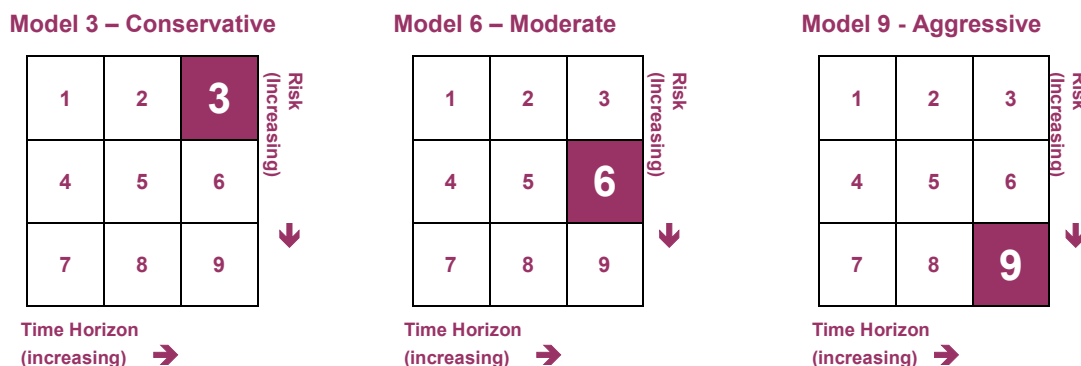 Model 3 – Conservative
1 2 3
4 5 6
7 8 9
Risk
(Increasing)
Time Horizon
(increasing)
Model 6 – Moderate
1 2 3
4 5 6
7 8 9
Risk
(Increasing)
Time Horizon
(increasing)
Model 9 - Aggressive
1 2 3
4 5 6
7 8 9
Risk
(Increasing)
Time Horizon
(increasing)